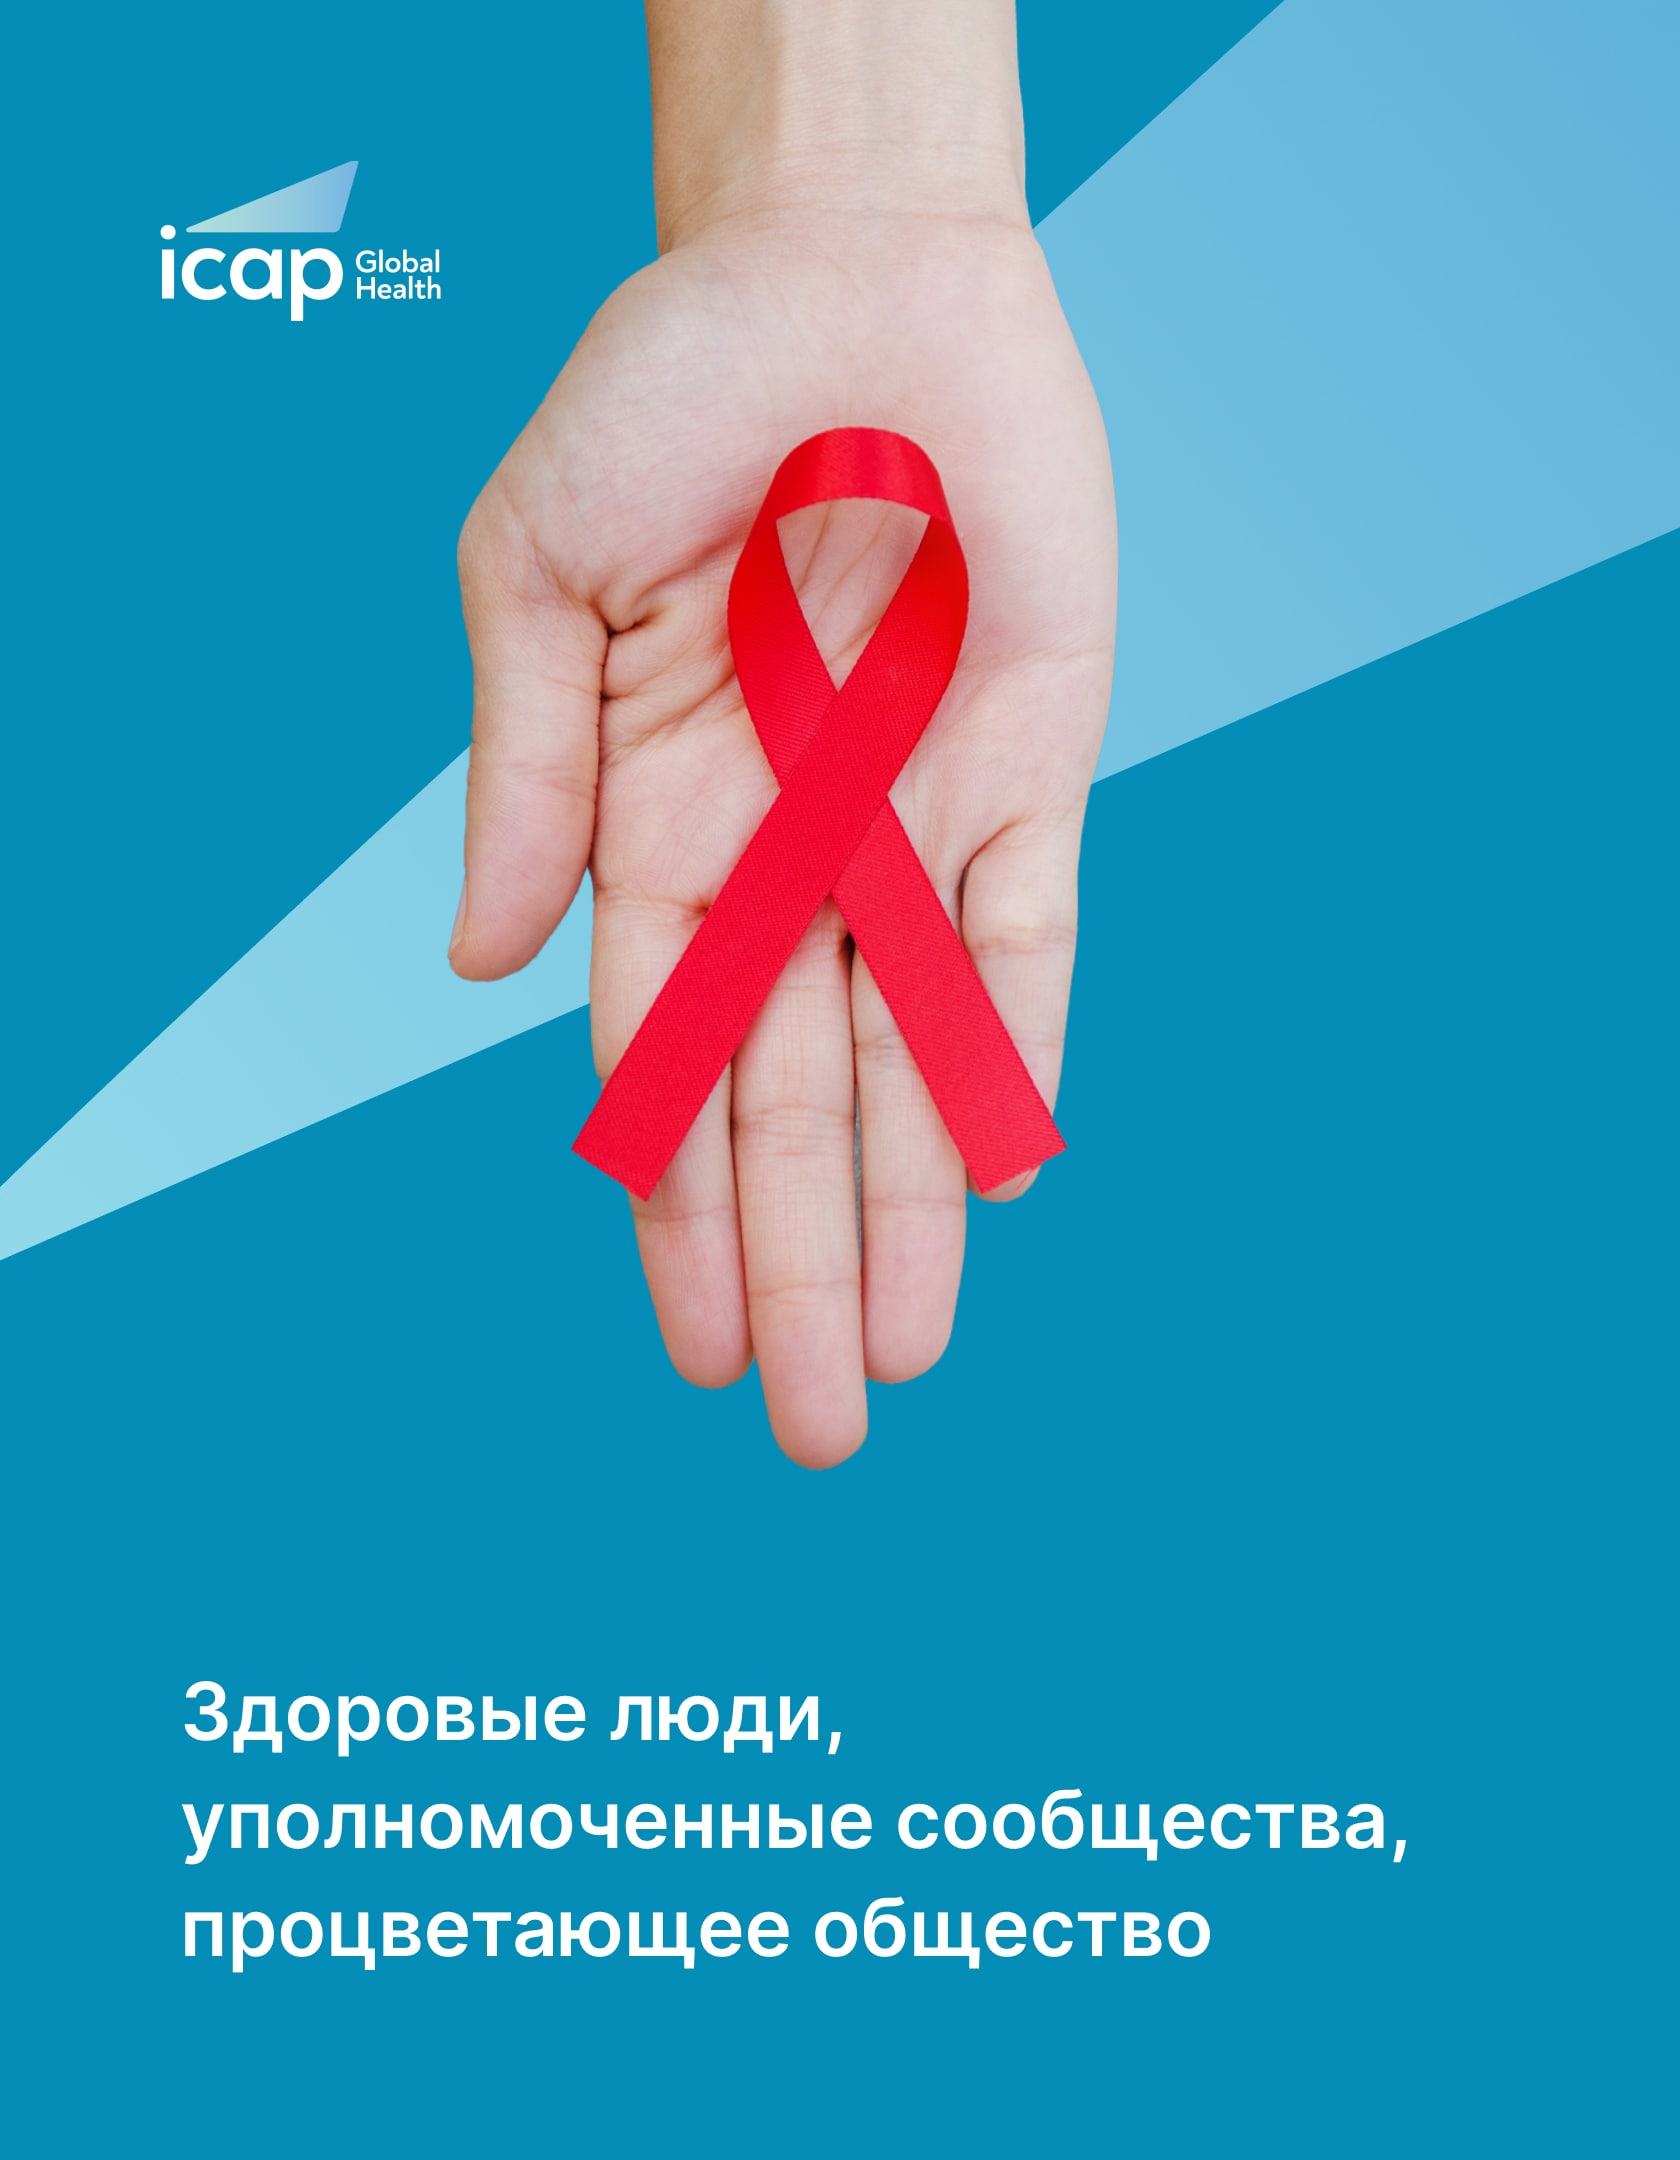 icap Global
Health
Здоровые люди,
уполномоченные сообщества,
процветающее общество